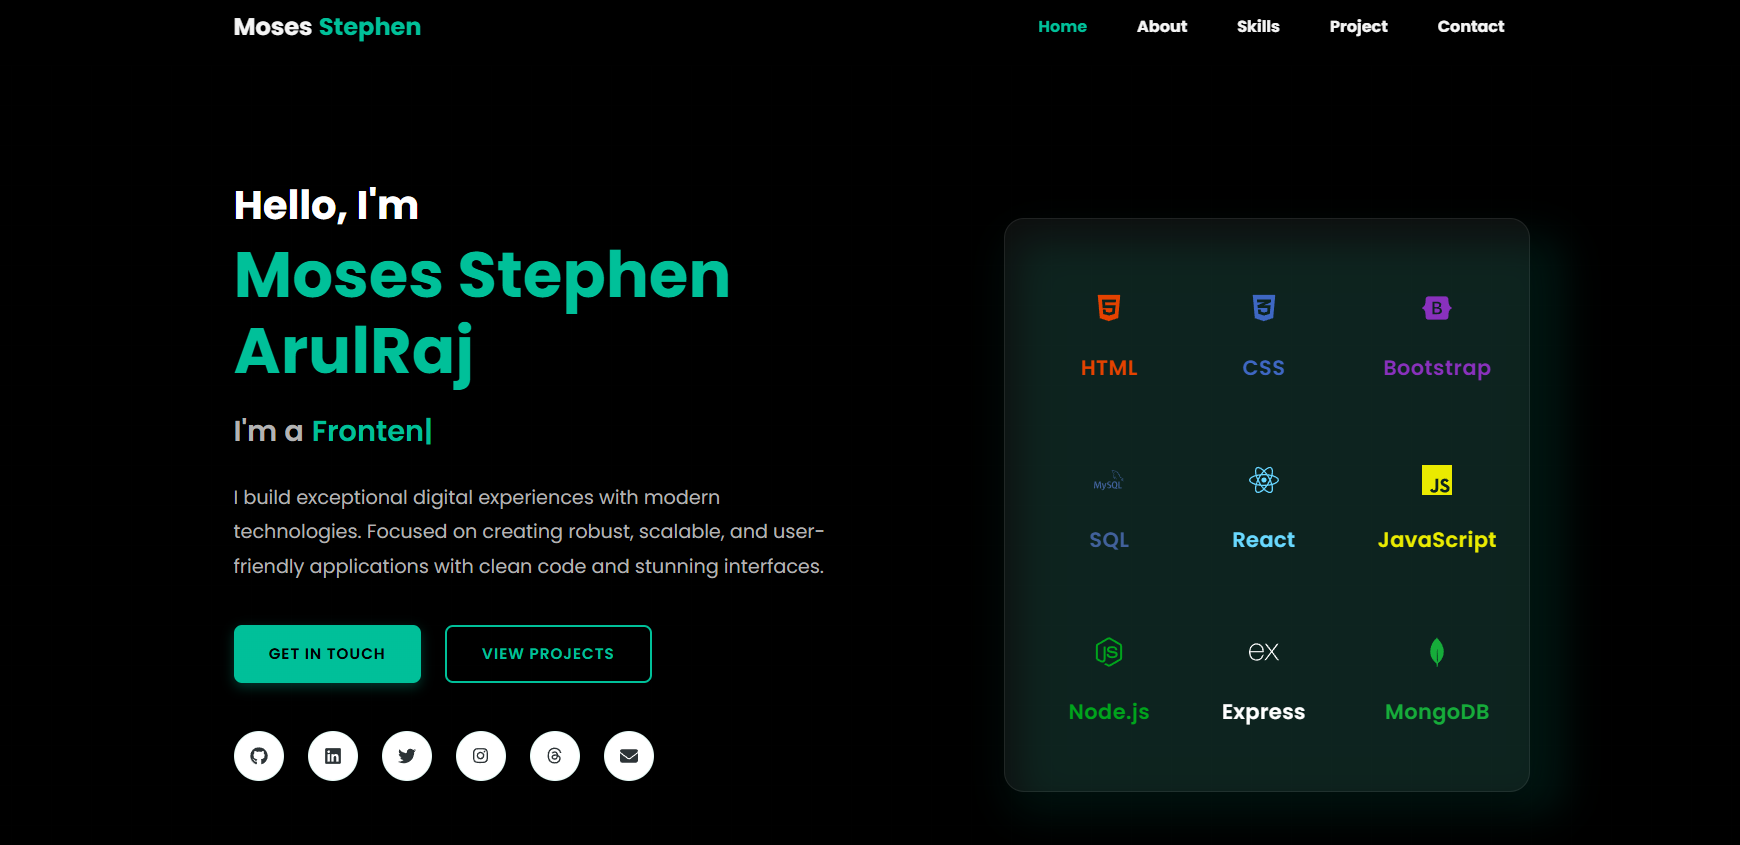 Moses Stephen
Home About Skills Project Contact
Hello, I'm
Moses Stephen
ArulRaj
I'm a Fronten|
I build exceptional digital experiences with modern
technologies. Focused on creating robust, scalable, and user-
friendly applications with clean code and stunning interfaces.
GET IN TOUCH
VIEW PROJECTS
in
5
3
B
HTML
CSS
Bootstrap
MySQL
JS
SQL
React
JavaScript
JS
ex
Node.js
Express
MongoDB